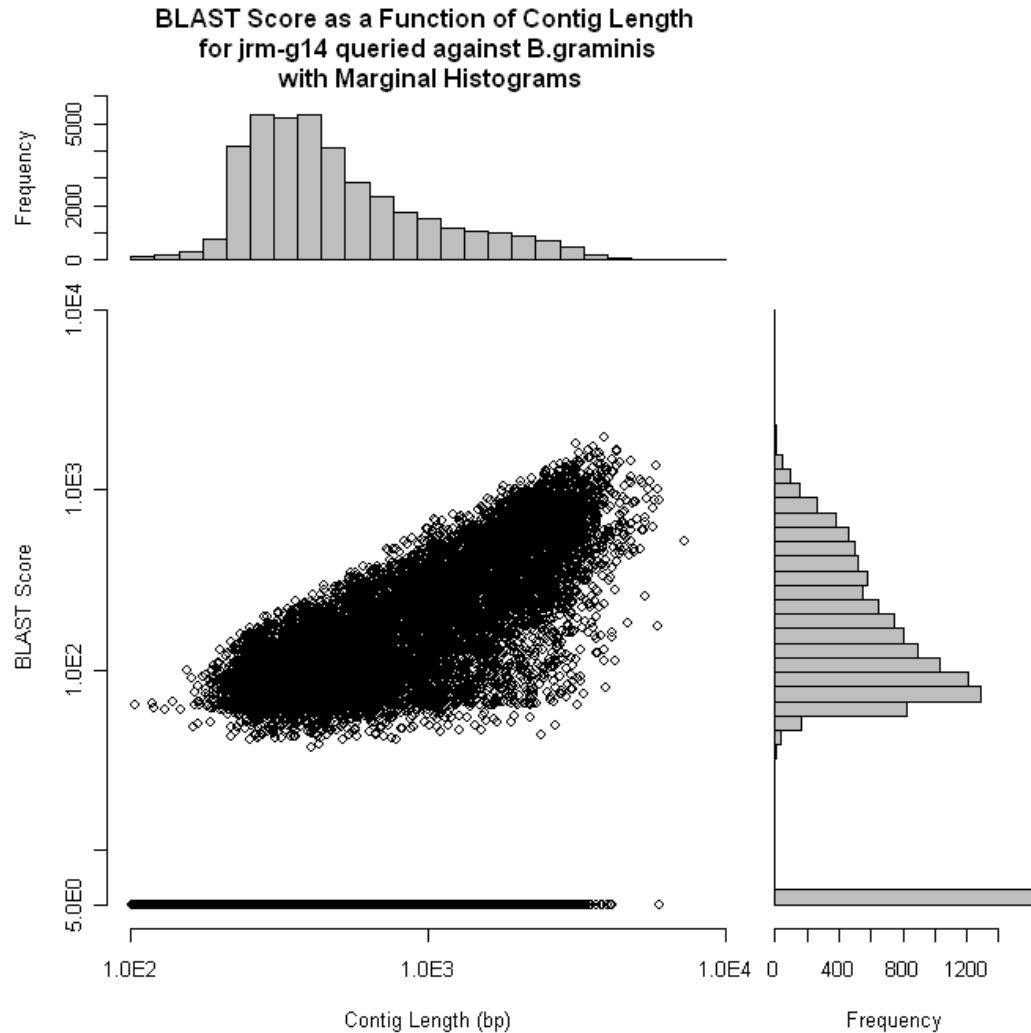 BLAST Score as a Function of Contig Length
for jrm-g14 queried against B.graminis
with Marginal Histograms
Frequency
5000
2000
0
BLAST Score
1.0E4
1.0E3
1.0E2
5.0E0
1.0E2
1.0E3
1.0E4
Contig Length (bp)
0
400
800
1200
Frequency